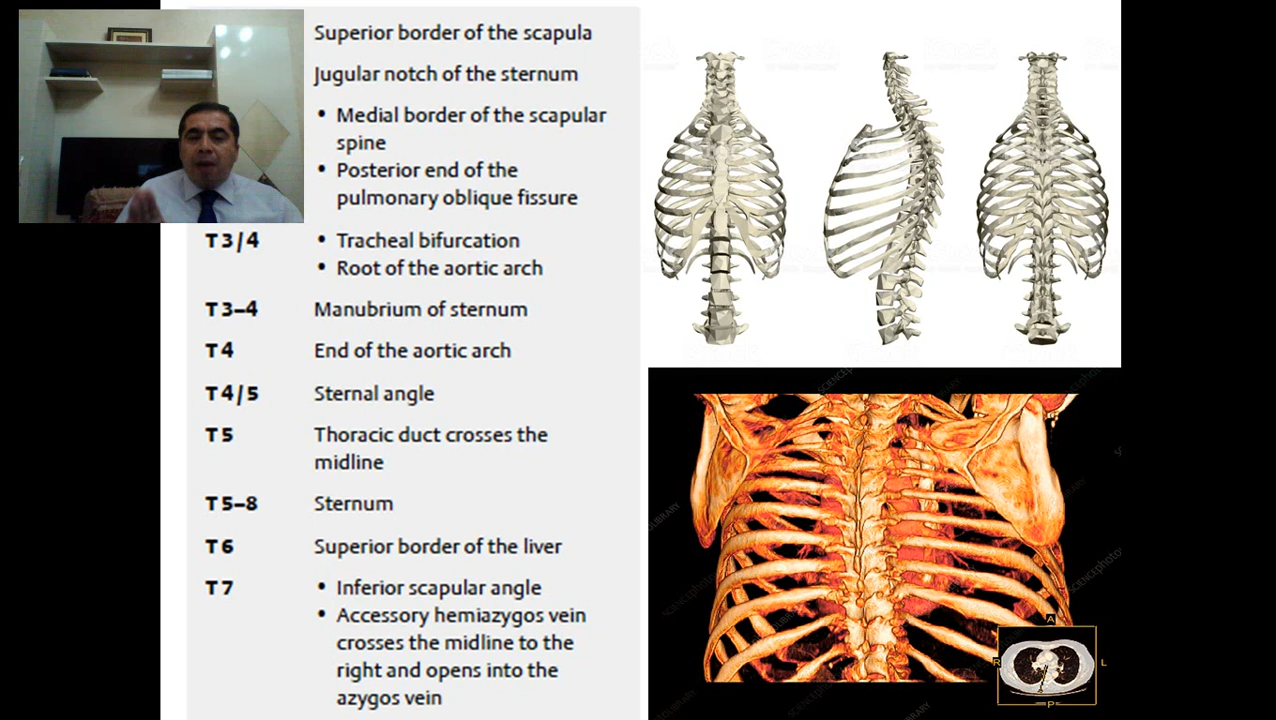 Superior border of the scapula
Jugular notch of the sternum
• Medial border of the scapular
spine
• Posterior end of the
pulmonary oblique fissure
T3/4 • Tracheal bifurcation
• Root of the aortic arch
T3–4 Manubrium of sternum
T4 End of the aortic arch
T4/5 Sternal angle
T5 Thoracic duct crosses the
midline
T5–8 Sternum
T6 Superior border of the liver
T7 • Inferior scapular angle
• Accessory hemiazygos vein
crosses the midline to the
right and opens into the
azygos vein
A
R L
P